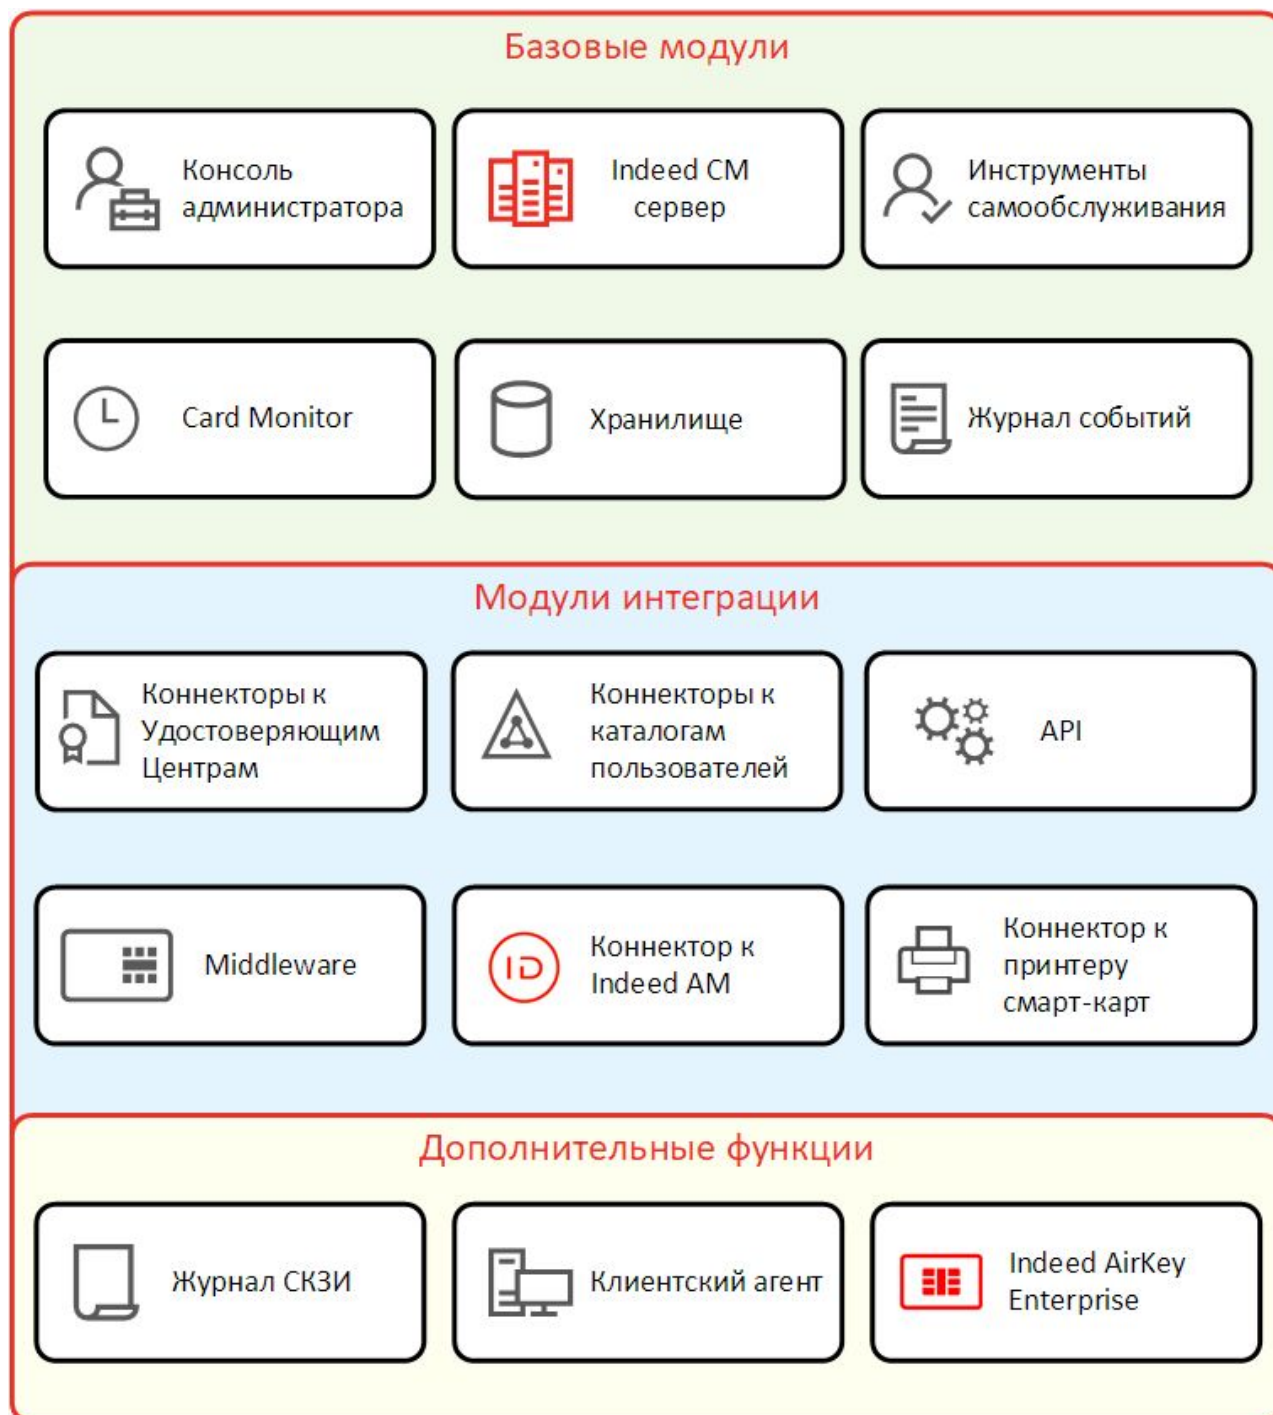 Базовые модули
Консоль
администратора
Indeed CM
сервер
Инструменты
самообслуживания
Card Monitor
Хранилище
Журнал событий
Модули интеграции
Коннекторы к
Удостоверяющим
Центрам
Коннекторы к
каталогам
пользователей
API
Middleware
ID
Коннектор к
Indeed AM
Коннектор к
принтеру
смарт-карт
Дополнительные функции
Журнал СКЗИ
Клиентский агент
Indeed AirKey
Enterprise